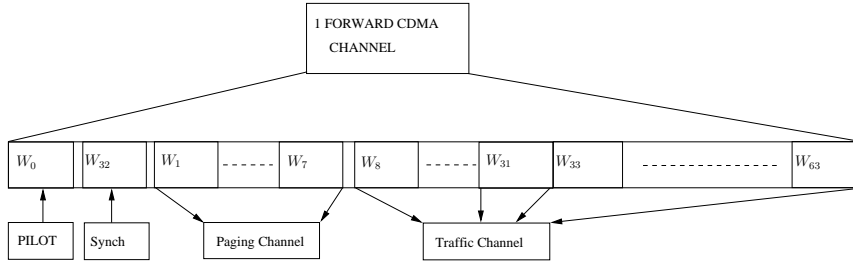 1 FORWARD CDMA
CHANNEL
W₀ W₃₂ W₁ W₇ W₈ W₃₁ W₃₃ W₆₃
PILOT Synch Paging Channel Traffic Channel